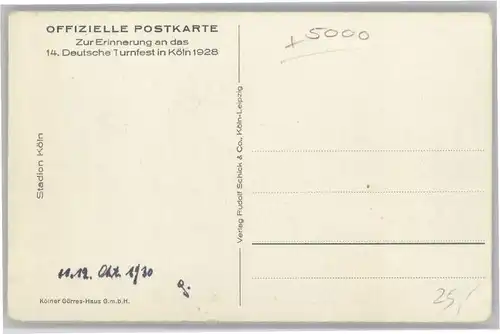 OFFIZIELLE POSTKARTE
Zur Erinnerung an das
14. Deutsche Turnfest in Köln 1928
+5000
Stadion Köln
Verlag Rudolf Schick & Co., Köln-Leipzig.
11.12. Okt. 1930
Kölner Görres-Haus G.m.b.H.
25,-